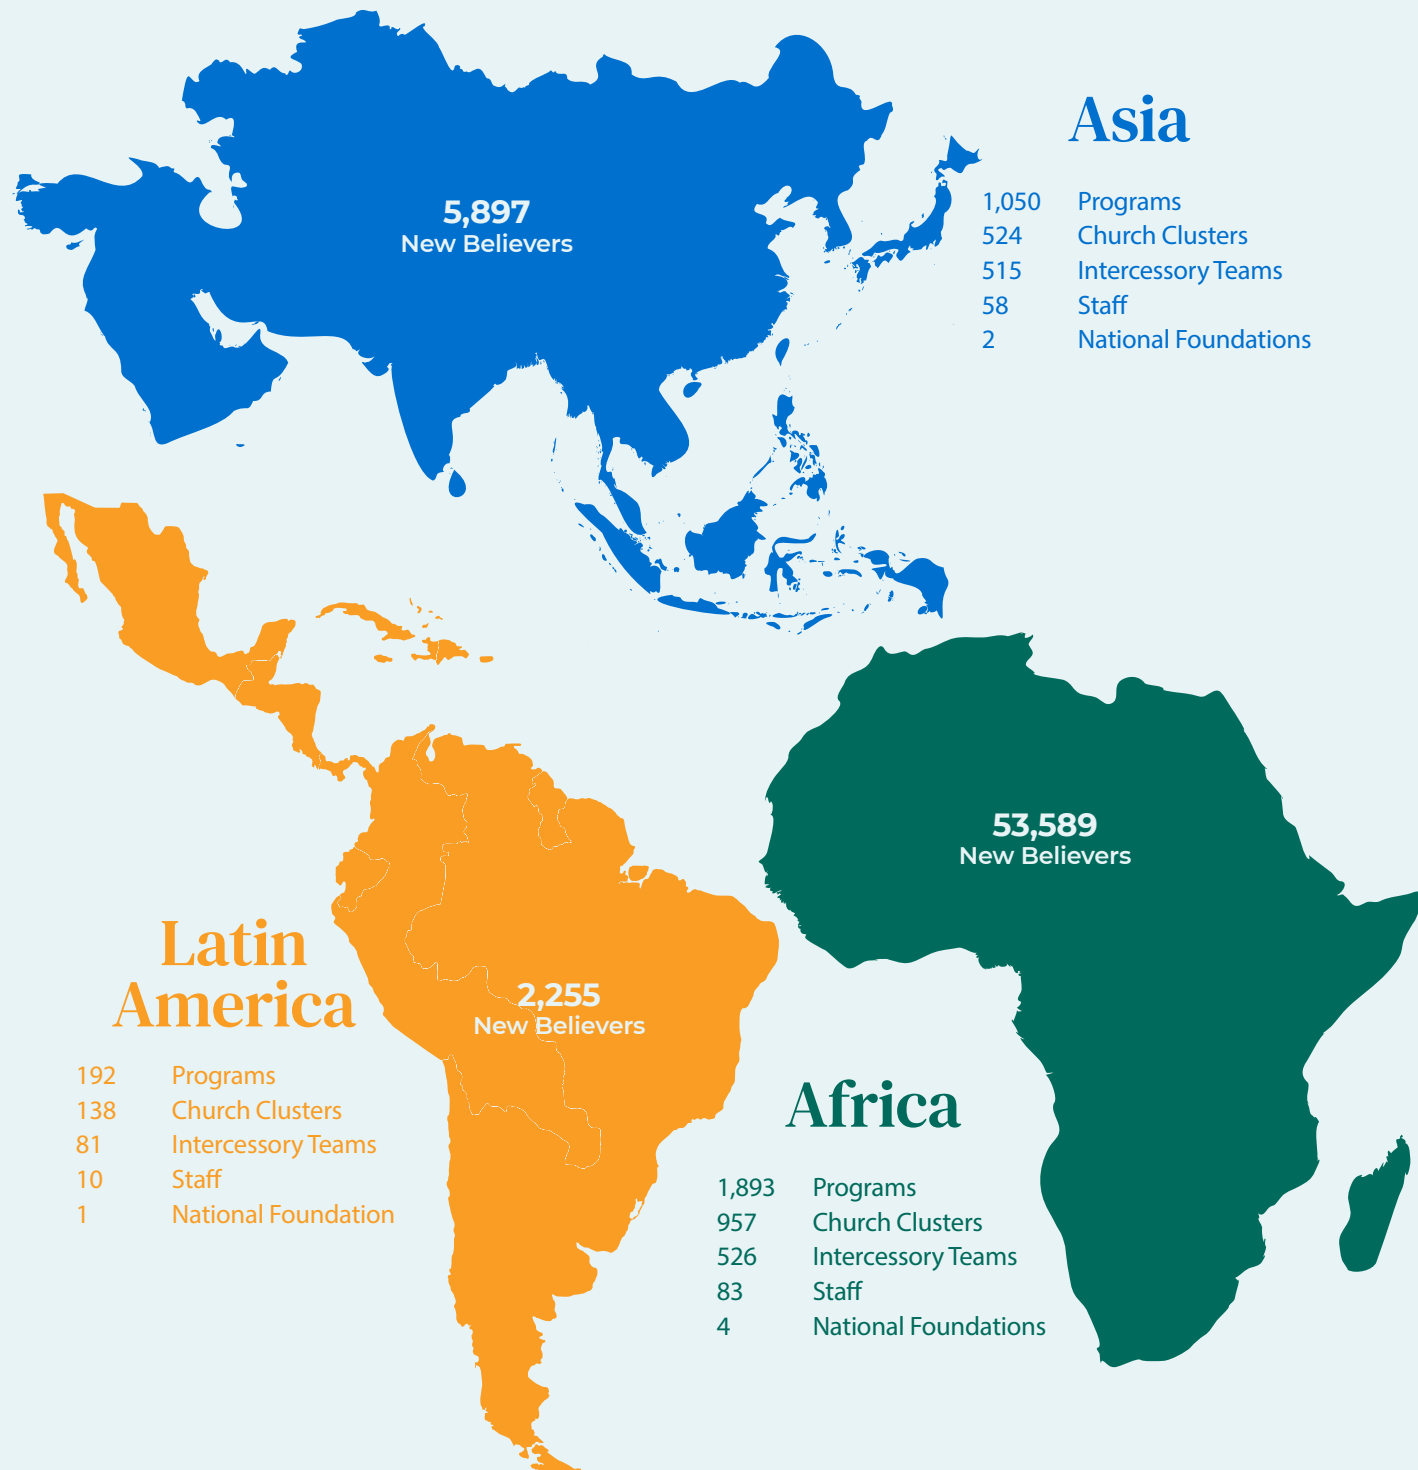 Asia
5,897
New Believers
1,050 Programs
524 Church Clusters
515 Intercessory Teams
58 Staff
2 National Foundations
53,589
New Believers
Latin
America
2,255
New Believers
192 Programs
138 Church Clusters
81 Intercessory Teams
10 Staff
1 National Foundation
Africa
1,893 Programs
957 Church Clusters
526 Intercessory Teams
83 Staff
4 National Foundations